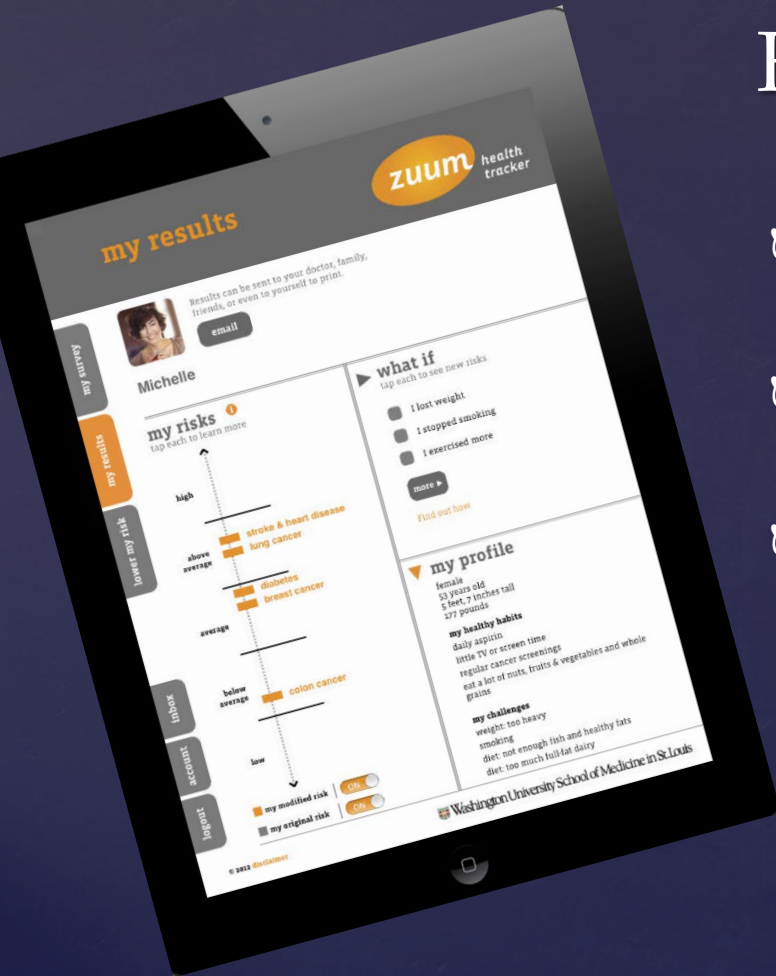 my results
zuum health
tracker
Results can be sent to your doctor, family,
friends, or even to yourself to print.
email
Michelle
my survey
my results
lower my risk
inbox
account
logout
my risks i
tap each to learn more
high
stroke & heart disease
lung cancer
above
average
diabetes
breast cancer
average
below
average
colon cancer
low
my modified risk ON
my original risk ON
© 2012 disclaimer
what if
tap each to see new risks
I lost weight
I stopped smoking
I exercised more
more
Find out how
my profile
female
53 years old
5 feet, 7 inches tall
177 pounds
my healthy habits
daily aspirin
little TV or screen time
regular cancer screenings
eat a lot of nuts, fruits & vegetables and whole
grains
my challenges
weight: too heavy
smoking
diet: not enough fish and healthy fats
diet: too much full-fat dairy
Washington University School of Medicine in St. Louis